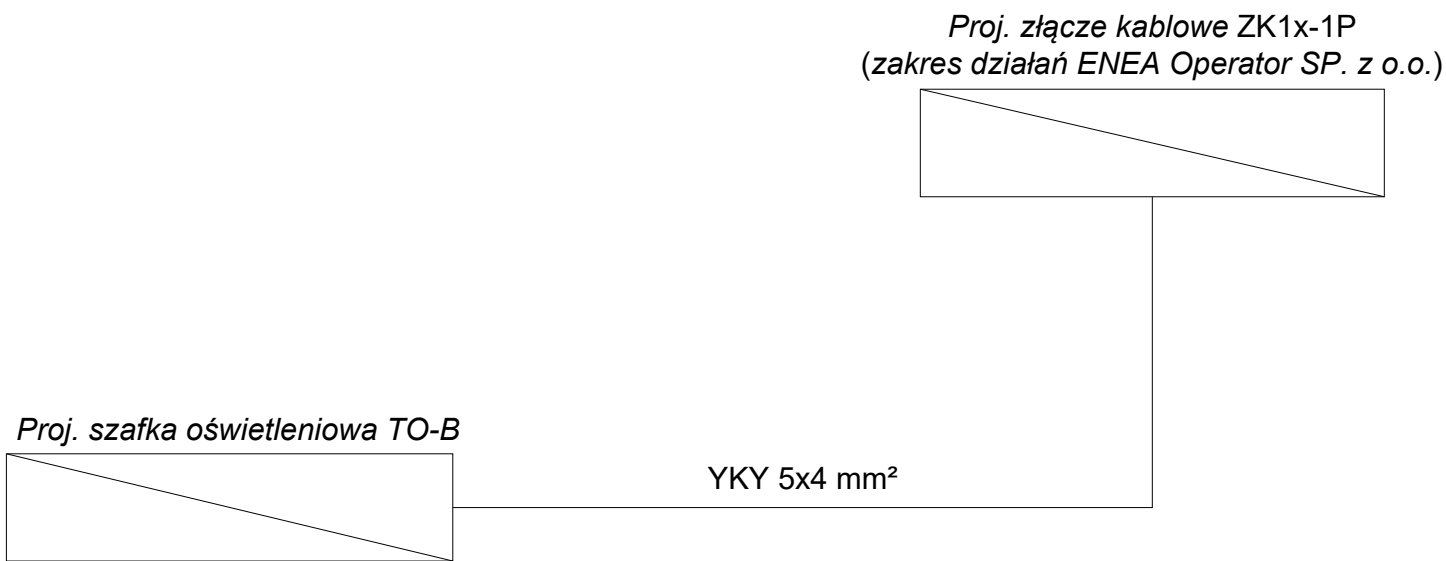 Proj. złącze kablowe ZK1x-1P
(zakres działań ENEA Operator SP. z o.o.)
Proj. szafka oświetleniowa TO-B
YKY 5x4 mm²